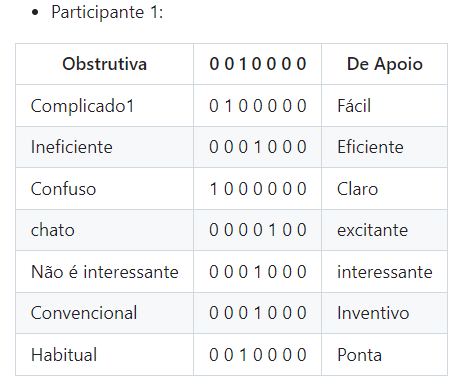 • Participante 1:
Obstrutiva 0 0 1 0 0 0 0 De Apoio
Complicado1 0 1 0 0 0 0 0 Fácil
Ineficiente 0 0 0 1 0 0 0 Eficiente
Confuso 1 0 0 0 0 0 0 Claro
chato 0 0 0 0 1 0 0 excitante
Não é interessante 0 0 0 1 0 0 0 interessante
Convencional 0 0 0 1 0 0 0 Inventivo
Habitual 0 0 1 0 0 0 0 Ponta